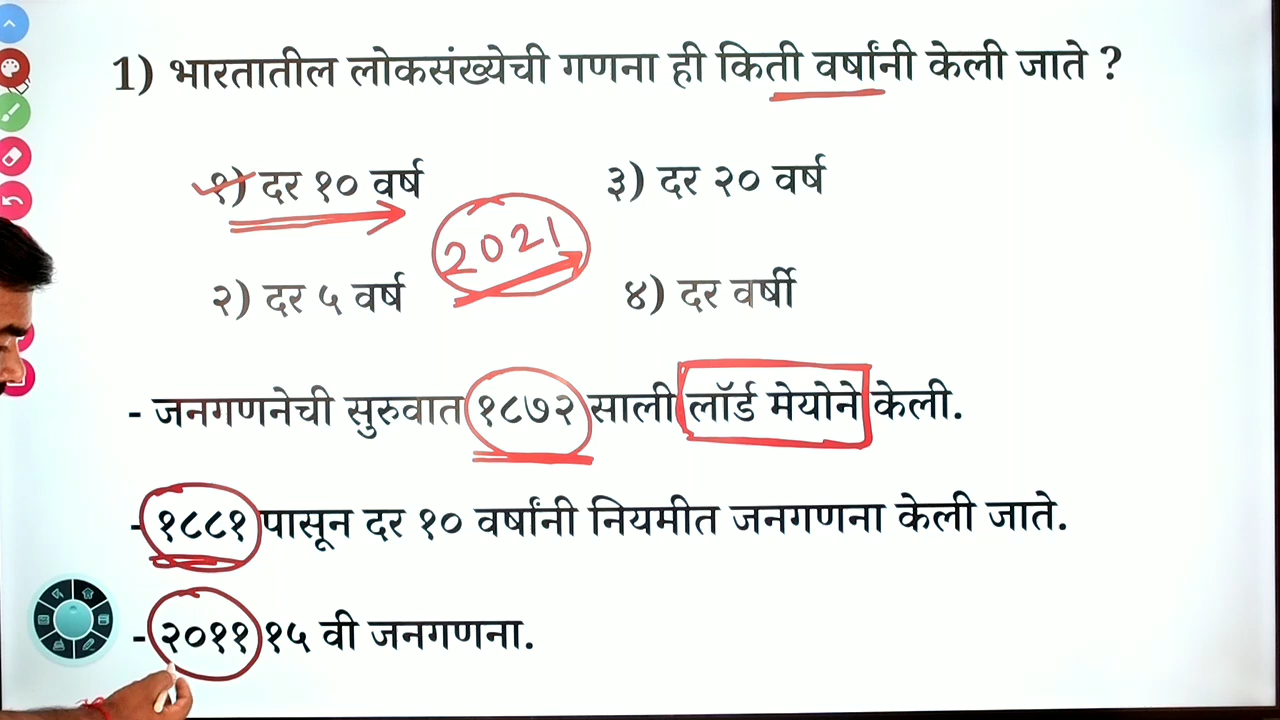 1) भारतातील लोकसंख्येची गणना ही किती वर्षांनी केली जाते ?
१) दर १० वर्ष ३) दर २० वर्ष
2021
२) दर ५ वर्ष ४) दर वर्षी
- जनगणनेची सुरुवात १८७२ साली लॉर्ड मेयोने केली.
- १८८१ पासून दर १० वर्षांनी नियमीत जनगणना केली जाते.
- २०११ १५ वी जनगणना.